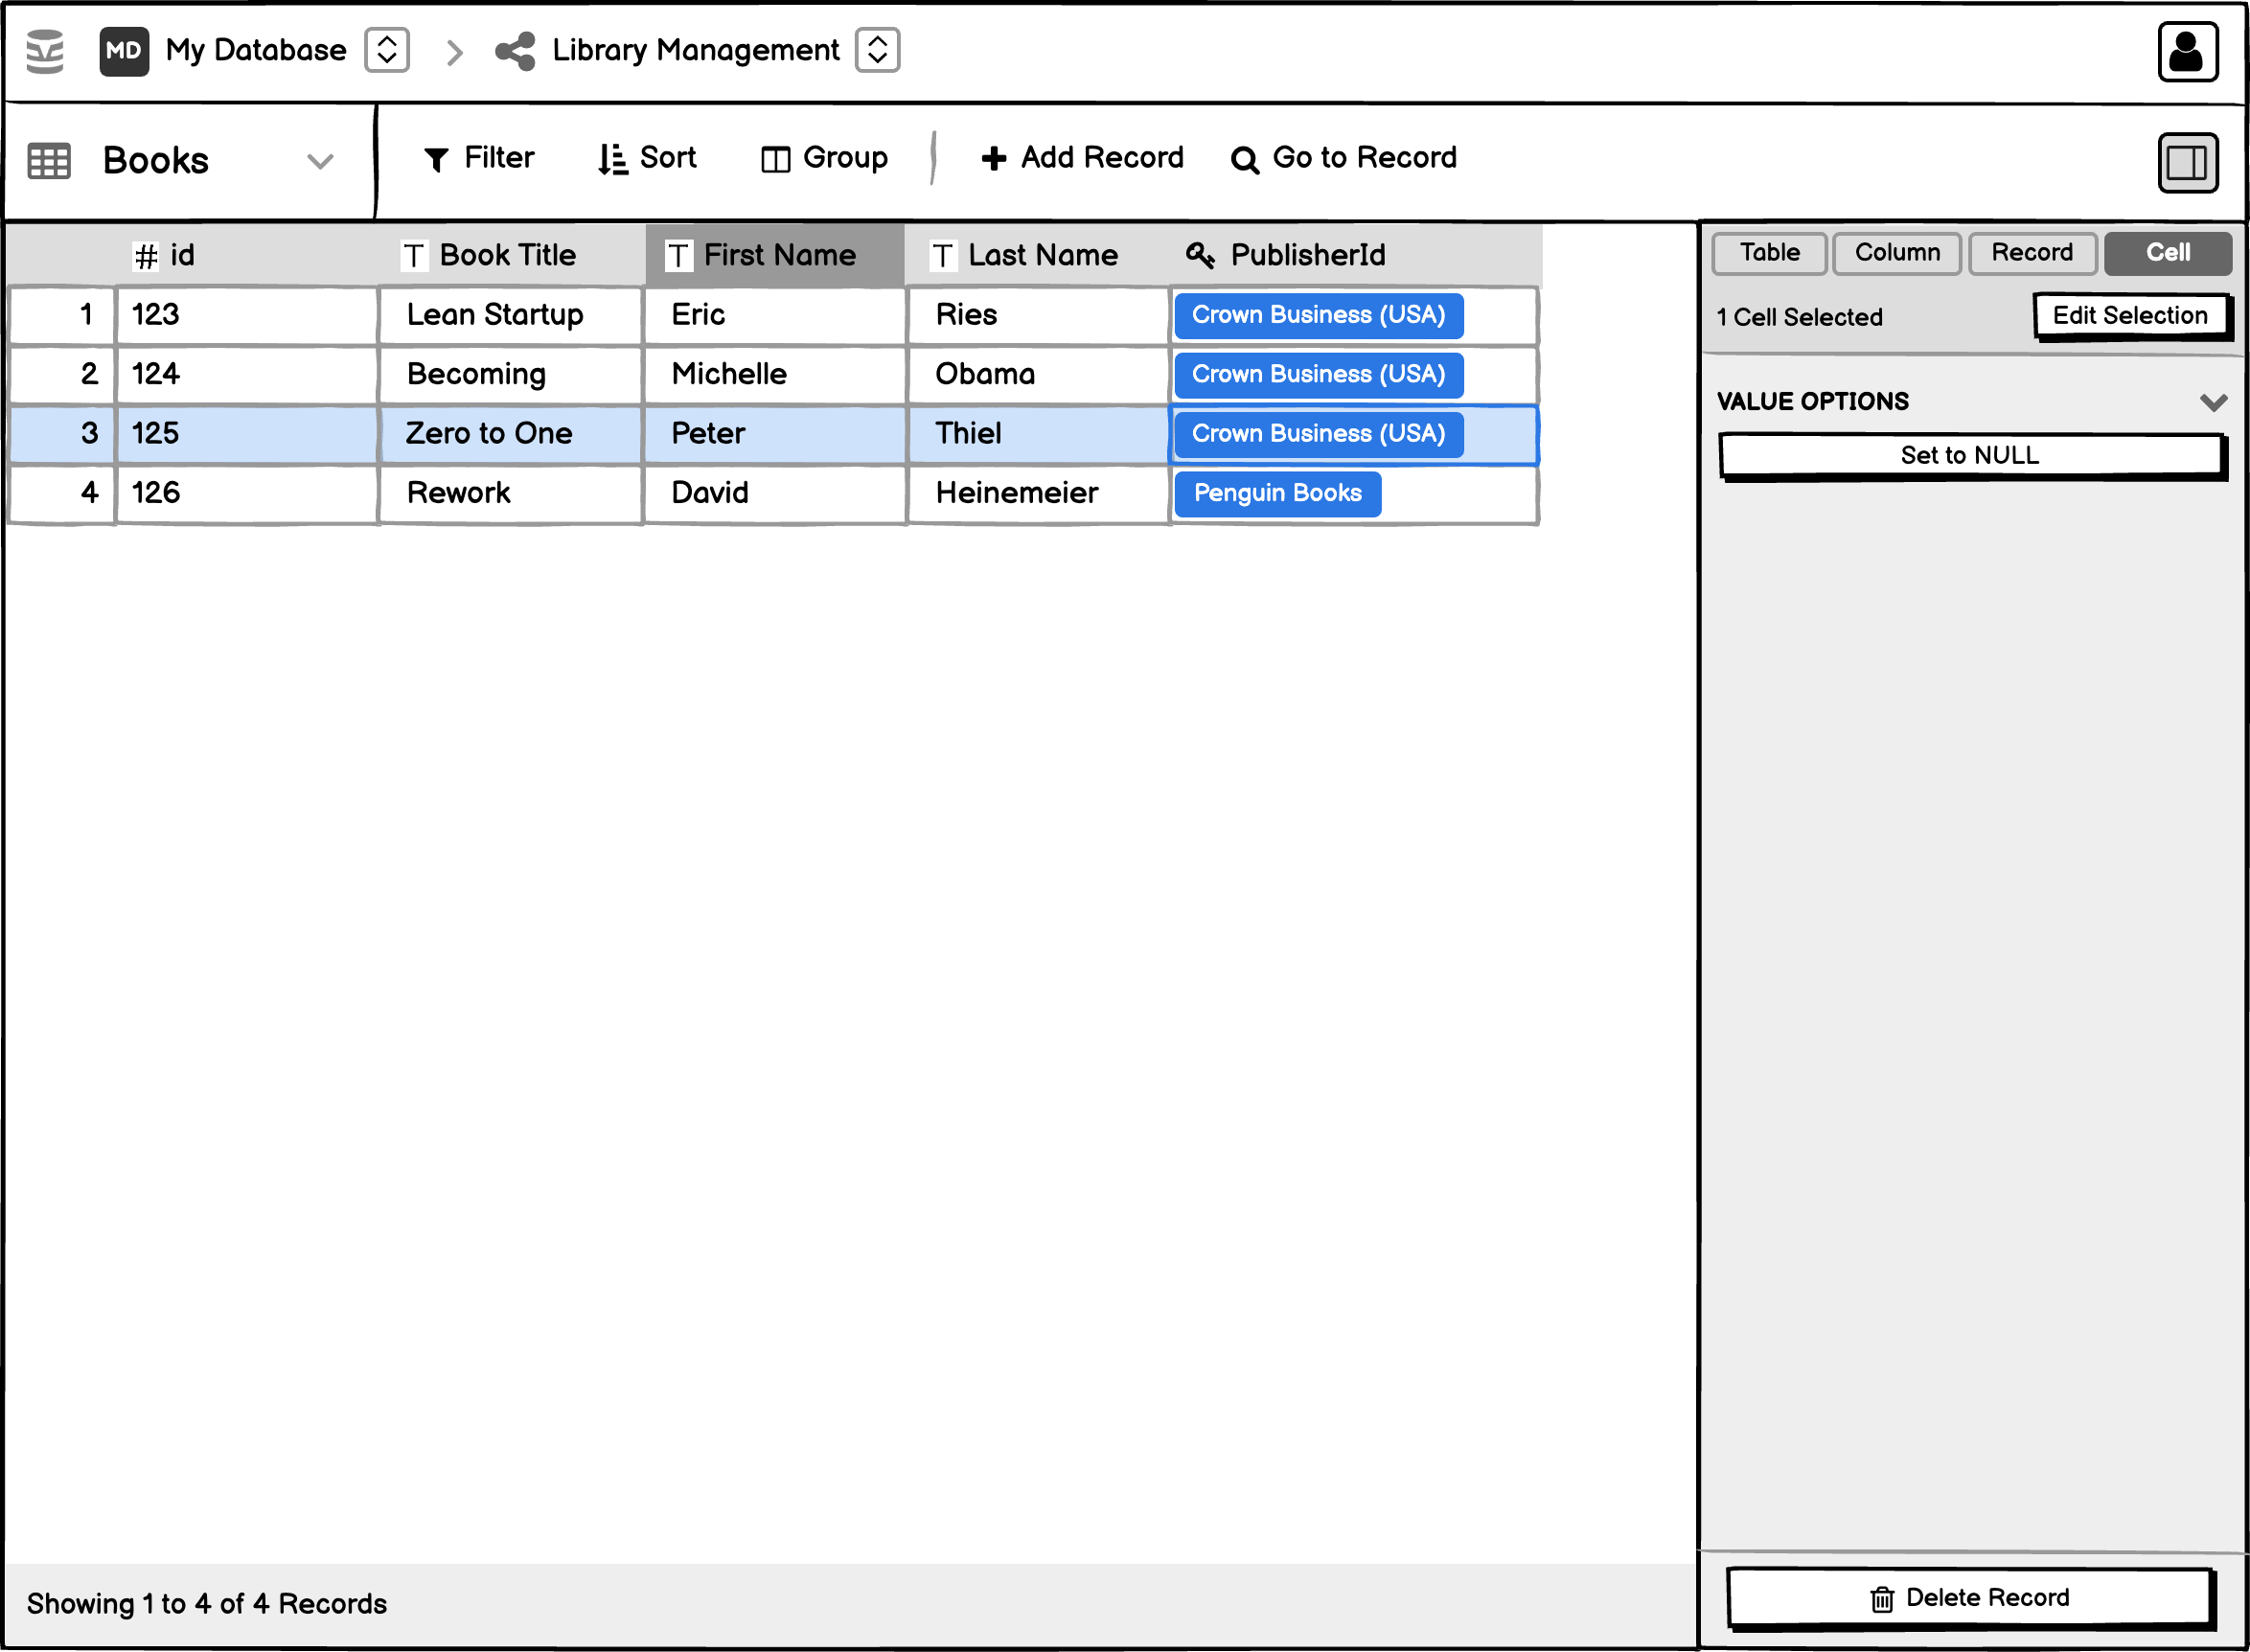 MD My Database Library Management
Books Filter Sort Group Add Record Go to Record
# id T Book Title T First Name T Last Name PublisherId
1 123 Lean Startup Eric Ries Crown Business (USA)
2 124 Becoming Michelle Obama Crown Business (USA)
3 125 Zero to One Peter Thiel Crown Business (USA)
4 126 Rework David Heinemeier Penguin Books
Table Column Record Cell
1 Cell Selected Edit Selection
VALUE OPTIONS
Set to NULL
Showing 1 to 4 of 4 Records
Delete Record